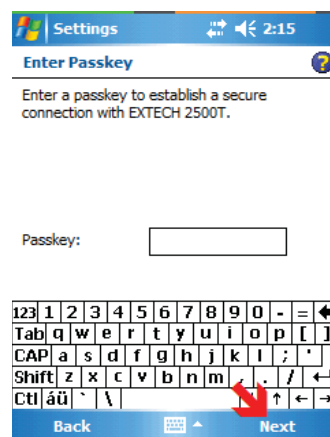 Settings 2:15
Enter Passkey ?
Enter a passkey to establish a secure
connection with EXTECH 2500T.
Passkey:
123 1 2 3 4 5 6 7 8 9 0 - =
Tab q w e r t y u i o p [ ]
CAP a s d f g h j k l ; '
Shift z x c v b n m , . /
Ctl áü ` \
Back Next